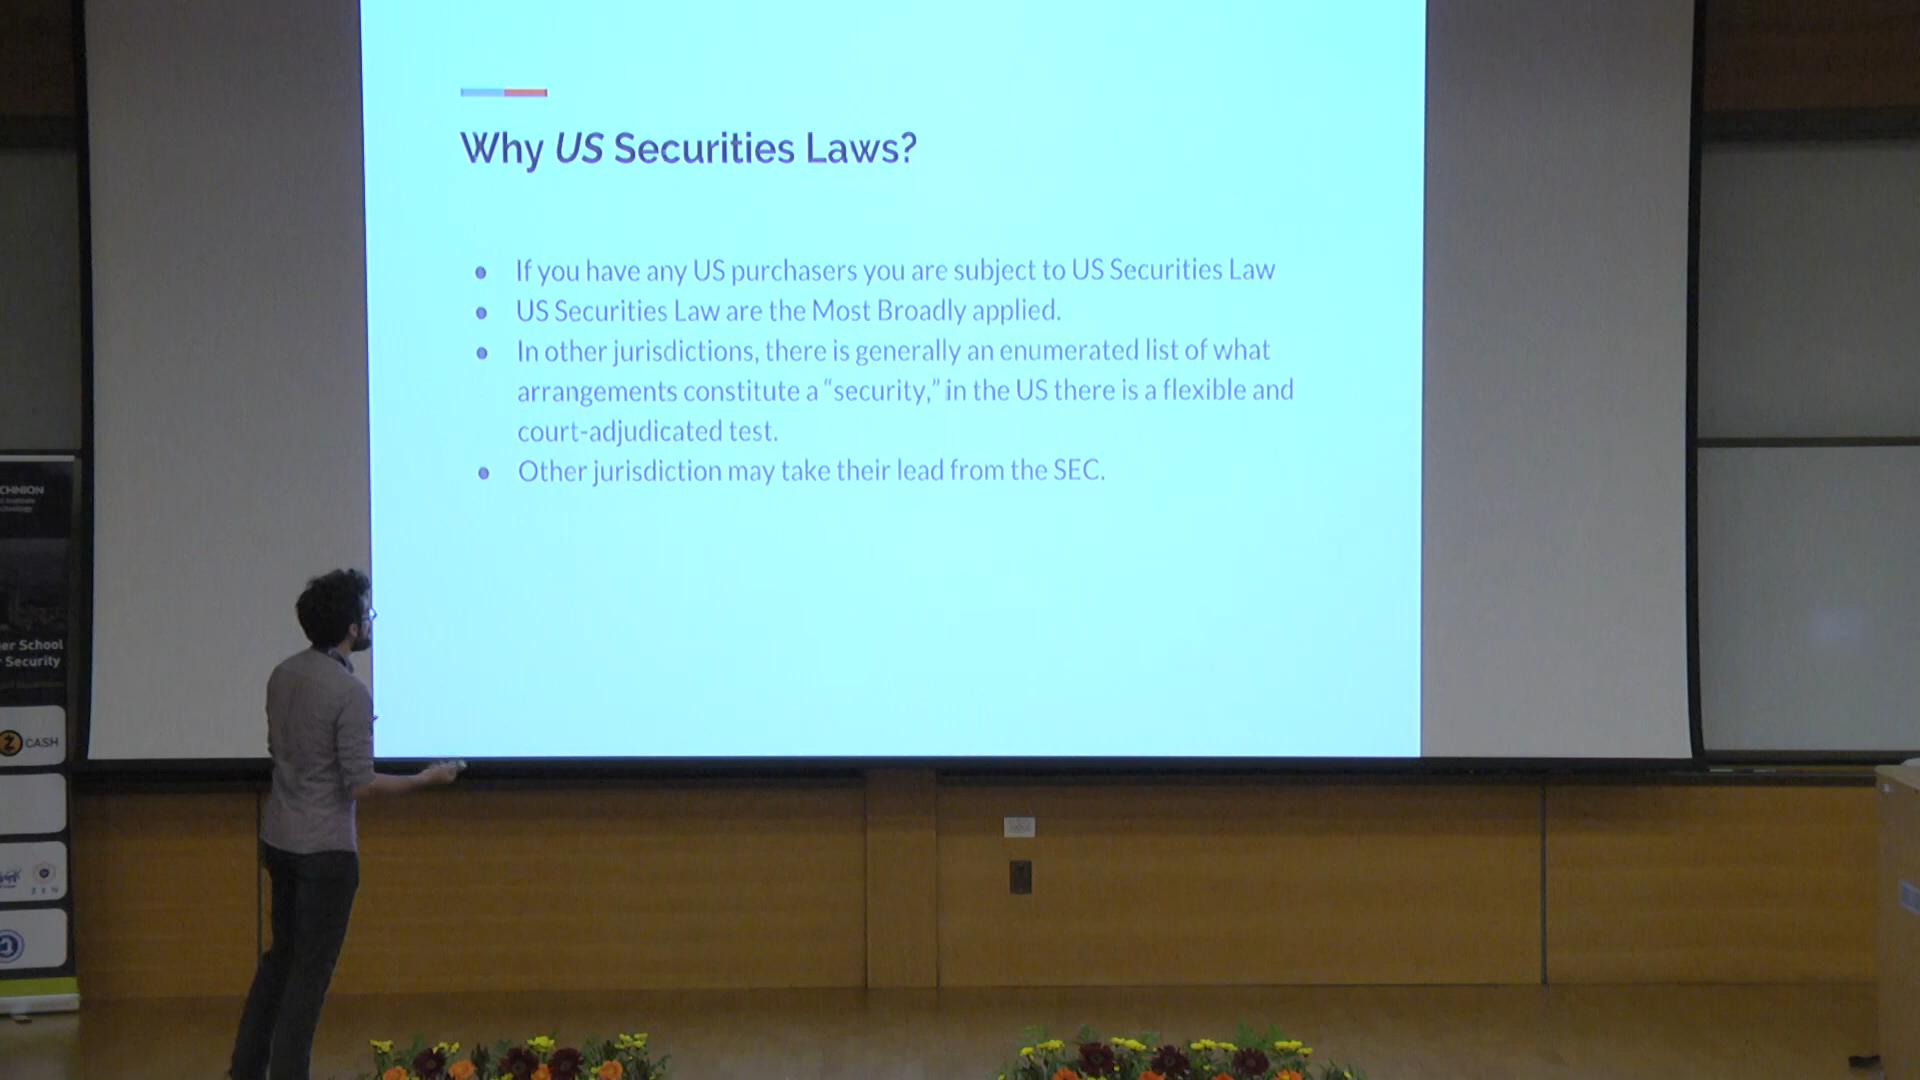 Why US Securities Laws?
If you have any US purchasers you are subject to US Securities Law
US Securities Law are the Most Broadly applied.
In other jurisdictions, there is generally an enumerated list of what
arrangements constitute a “security,” in the US there is a flexible and
court-adjudicated test.
Other jurisdiction may take their lead from the SEC.
CHNION
er School
Security
CASH
ZEN